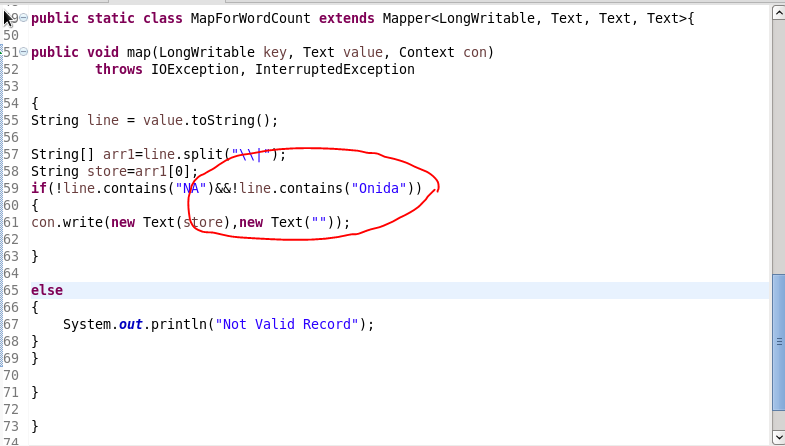 49 public static class MapForWordCount extends Mapper<LongWritable, Text, Text, Text>{
50
51 public void map(LongWritable key, Text value, Context con)
52         throws IOException, InterruptedException
53
54 {
55 String line = value.toString();
56
57 String[] arr1=line.split("\\|");
58 String store=arr1[0];
59 if(!line.contains("NA")&&!line.contains("Onida"))
60 {
61 con.write(new Text(store),new Text(""));
62
63 }
64
65 else
66 {
67     System.out.println("Not Valid Record");
68 }
69 }
70
71 }
72
73 }
74